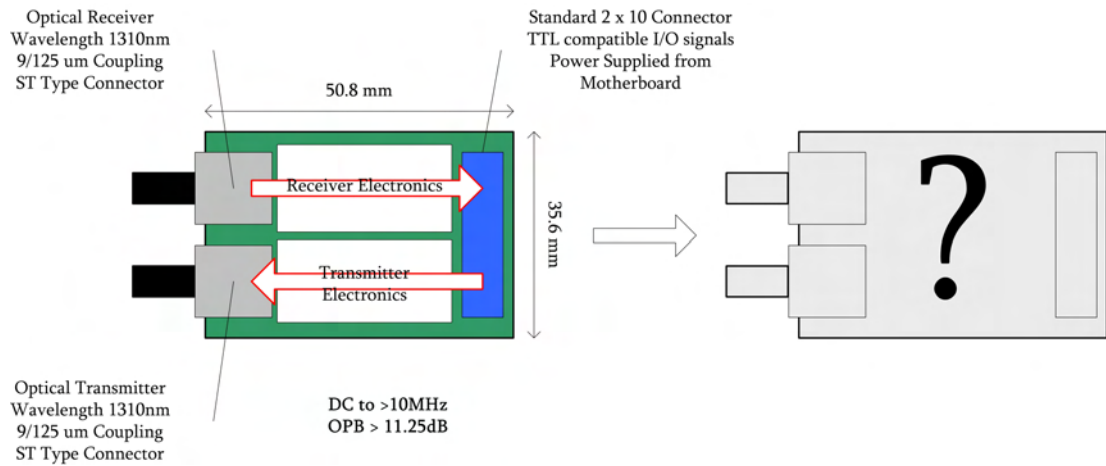 Optical Receiver
Wavelength 1310nm
9/125 um Coupling
ST Type Connector
Standard 2 x 10 Connector
TTL compatible I/O signals
Power Supplied from
Motherboard
50.8 mm
Receiver Electronics
35.6 mm
Transmitter
Electronics
?
Optical Transmitter
Wavelength 1310nm
9/125 um Coupling
ST Type Connector
DC to >10MHz
OPB > 11.25dB